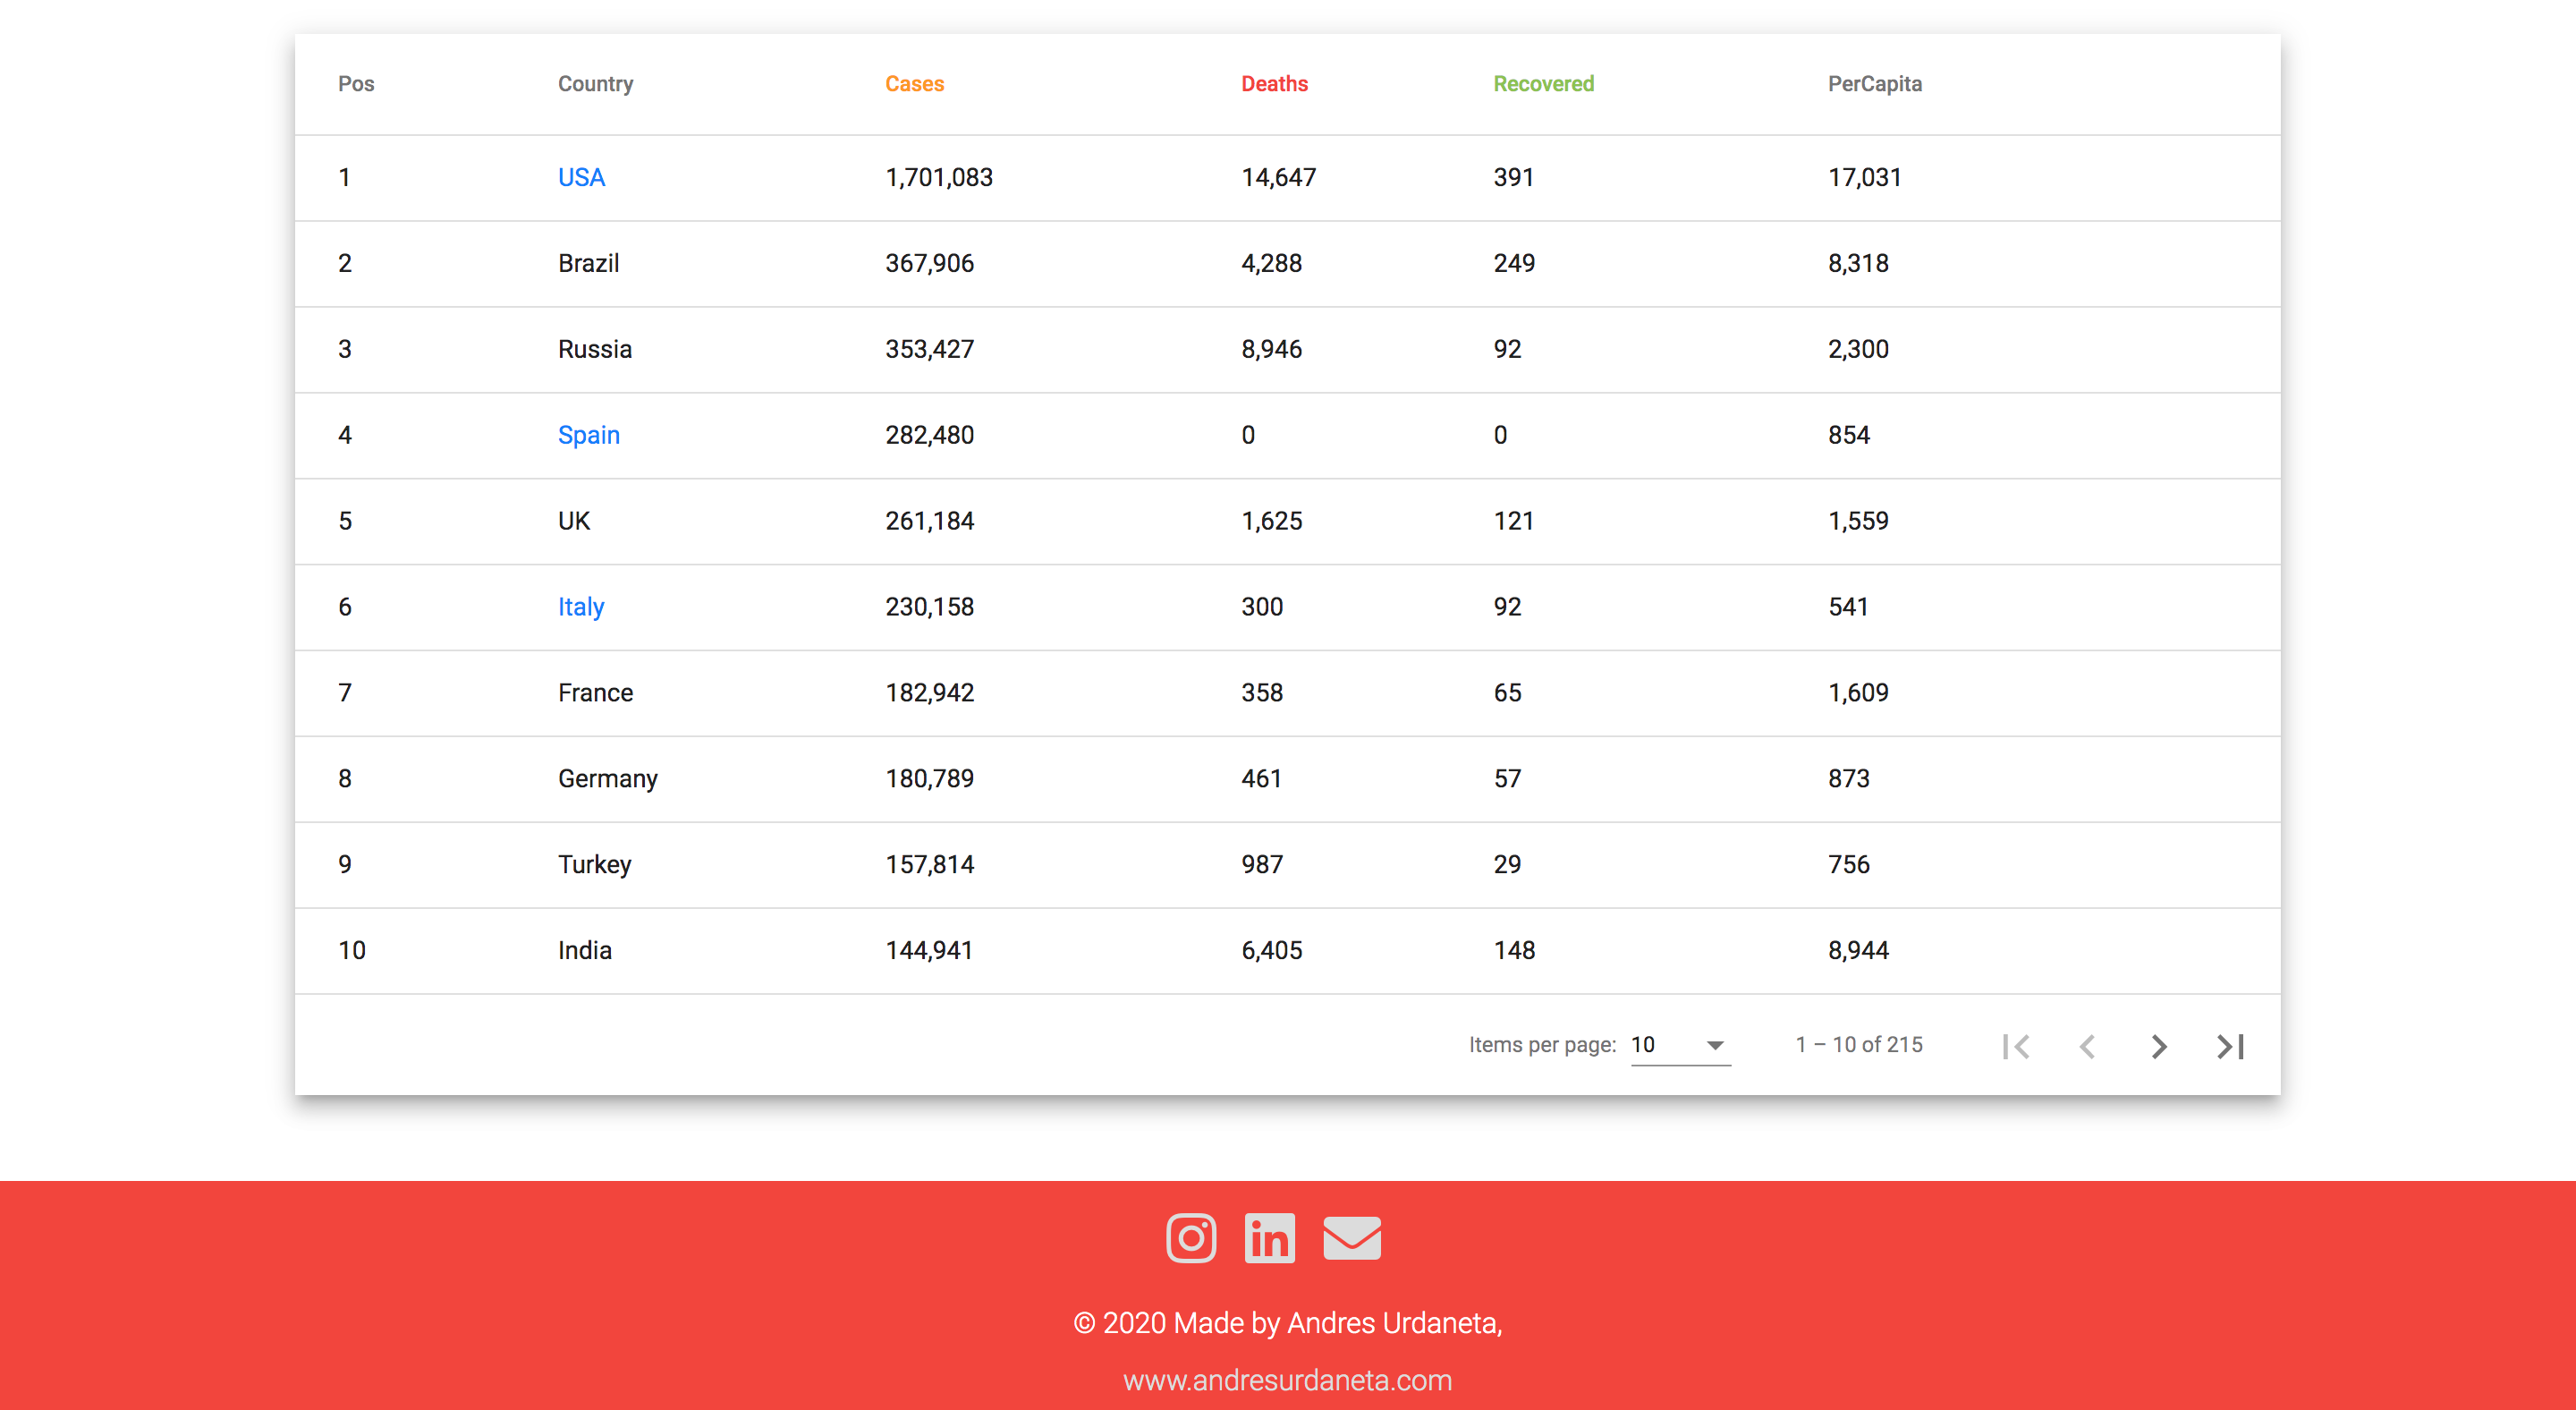 Pos Country Cases Deaths Recovered PerCapita
1 USA 1,701,083 14,647 391 17,031
2 Brazil 367,906 4,288 249 8,318
3 Russia 353,427 8,946 92 2,300
4 Spain 282,480 0 0 854
5 UK 261,184 1,625 121 1,559
6 Italy 230,158 300 92 541
7 France 182,942 358 65 1,609
8 Germany 180,789 461 57 873
9 Turkey 157,814 987 29 756
10 India 144,941 6,405 148 8,944
Items per page: 10 1 – 10 of 215
© 2020 Made by Andres Urdaneta,
www.andresurdaneta.com